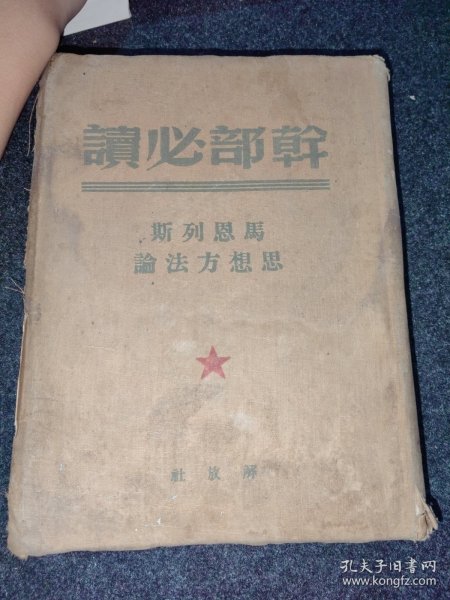 幹部必讀
馬恩列斯
思想方法論
解放社
孔夫子旧书网
www.kongfz.com